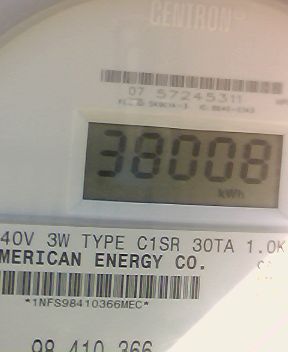 CENTRON
07 57245311
38008
kWh
40V 3W TYPE C1SR 30TA 1.0K
MERICAN ENERGY CO.
*1NFS98410366MEC*
98 410 366